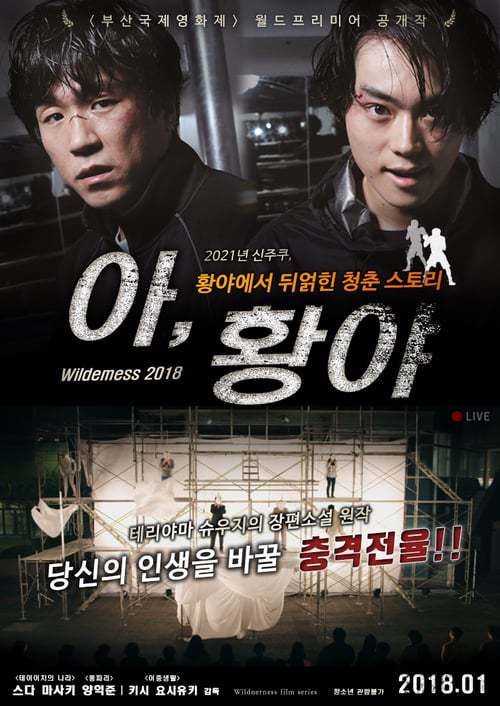 〈부산국제영화제〉 월드프리미어 공개작
2021년 신주쿠,
황야에서 뒤얽힌 청춘 스토리
아, 황야
Wilderness 2018
LIVE
테리야마 슈우지의 장편소설 원작
당신의 인생을 바꿀 충격전율!!
<데이이지의 나라> <똥파리> <이중생활>
스다 마사키 양익준 | 키시 요시유키 감독
Wildnerness film series
청소년 관람불가
2018.01